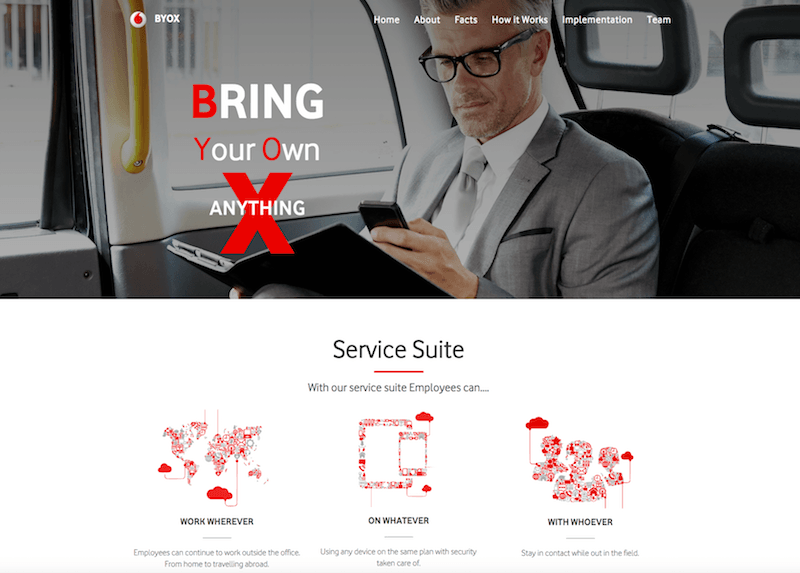 BYOX
Home About Facts How it Works Implementation Team
BRING
Your Own
ANYTHING
X
Service Suite
With our service suite Employees can....
WORK WHEREVER
Employees can continue to work outside the office.
From home to travelling abroad.
ON WHATEVER
Using any device on the same plan with security
taken care of.
WITH WHOEVER
Stay in contact while out in the field.